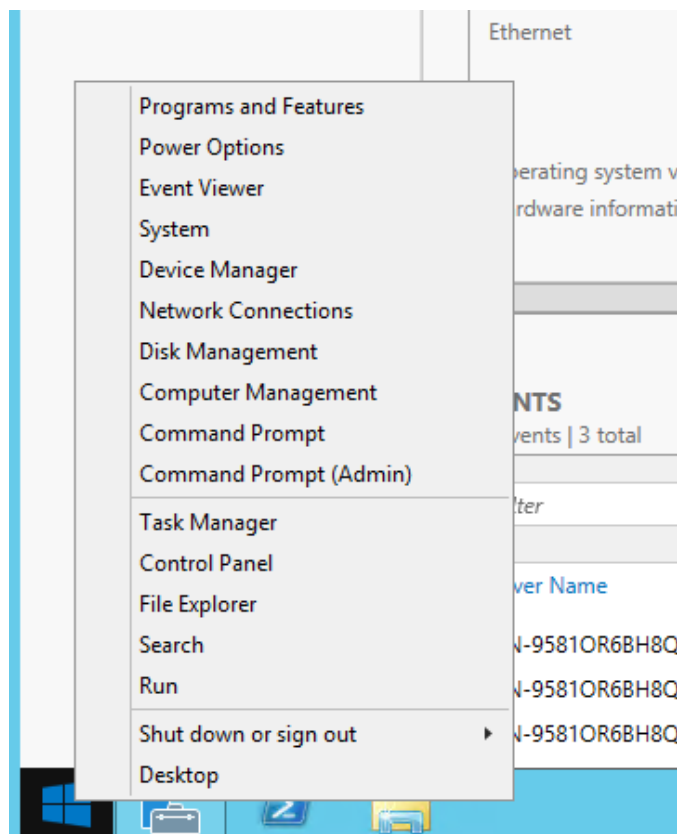 Ethernet
Programs and Features
Power Options
Event Viewer
System
Device Manager
Network Connections
Disk Management
Computer Management
Command Prompt
Command Prompt (Admin)
Task Manager
Control Panel
File Explorer
Search
Run
Shut down or sign out
Desktop
erating system v
rdware informati
NTS
vents | 3 total
lter
ver Name
N-9581OR6BH8Q
N-9581OR6BH8Q
N-9581OR6BH8Q